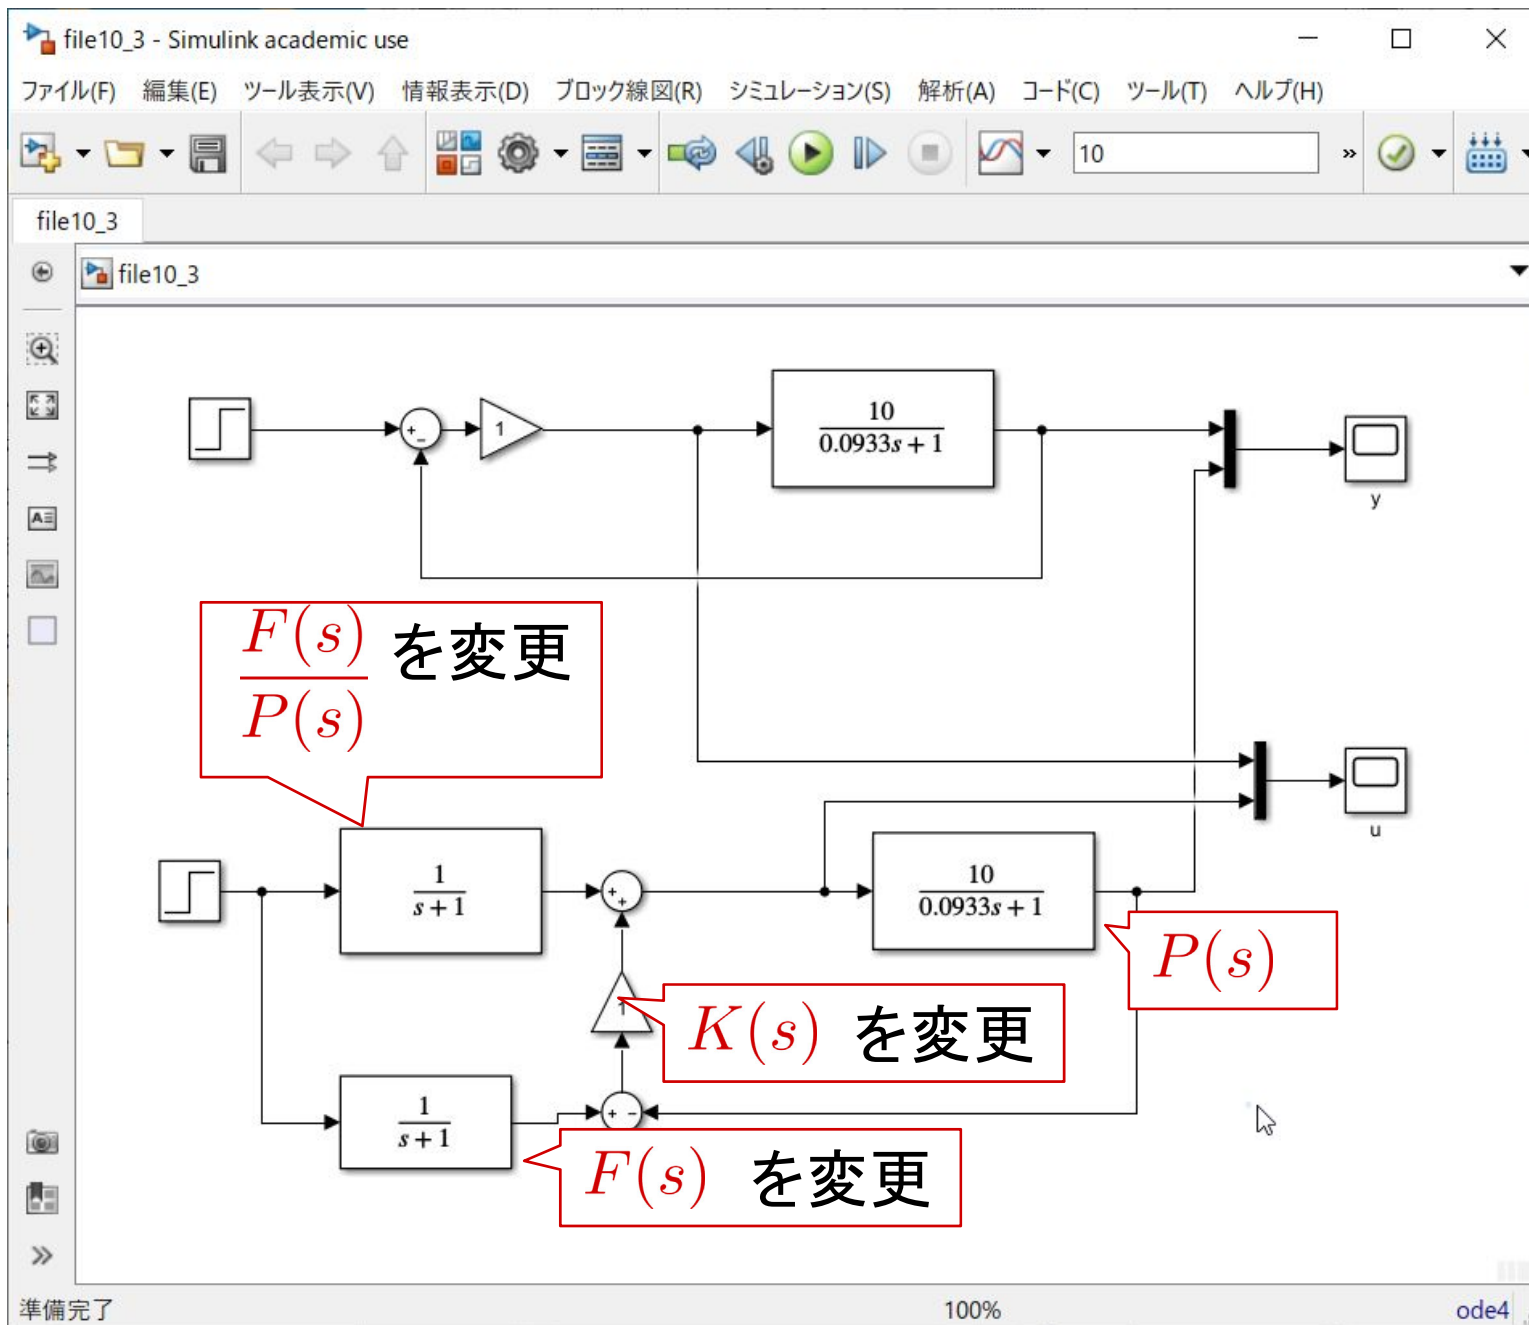 file10_3 - Simulink academic use
ファイル(F) 編集(E) ツール表示(V) 情報表示(D) ブロック線図(R) シミュレーション(S) 解析(A) コード(C) ツール(T) ヘルプ(H)
10 »
file10_3
file10_3
+ −
1
10
0.0933s + 1
y
F(s)
P(s)
を変更
u
1
s + 1
+ +
10
0.0933s + 1
P(s)
1
K(s) を変更
1
s + 1
+ −
F(s) を変更
準備完了 100% ode4